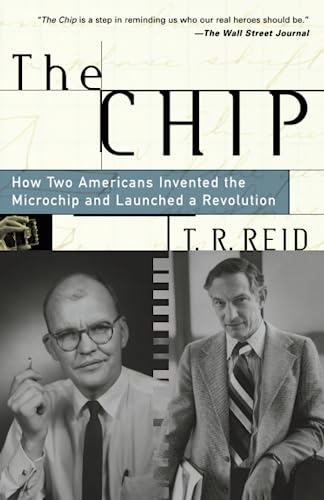 "The Chip is a step in reminding us who our real heroes should be."
—The Wall Street Journal
The
CHIP
How Two Americans Invented the
Microchip and Launched a Revolution
T. R. REID